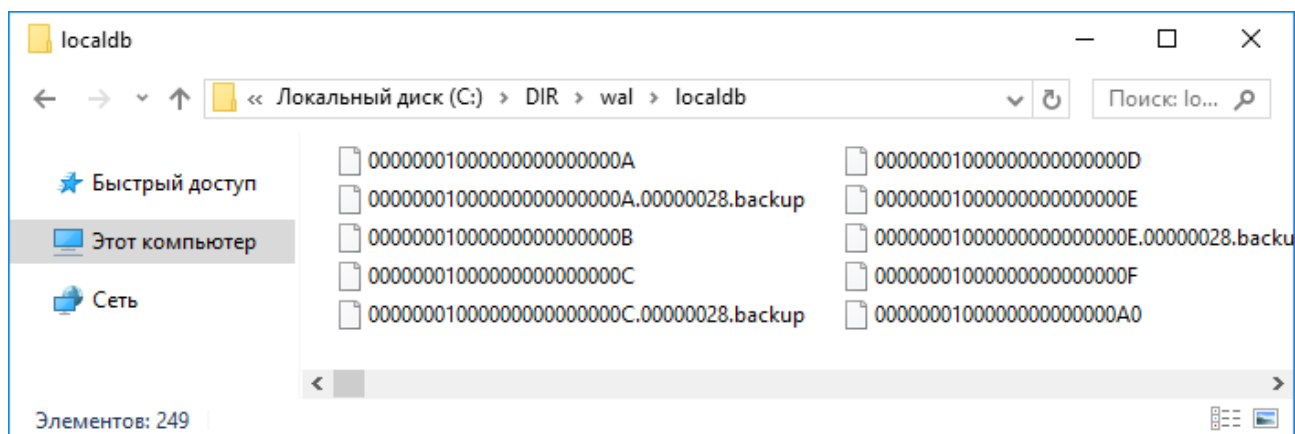 localdb
« Локальный диск (C:) > DIR > wal > localdb
Поиск: lo...
Быстрый доступ
Этот компьютер
Сеть
00000001000000000000000A
00000001000000000000000A.00000028.backup
00000001000000000000000B
00000001000000000000000C
00000001000000000000000C.00000028.backup
00000001000000000000000D
00000001000000000000000E
00000001000000000000000E.00000028.backu
00000001000000000000000F
0000000100000000000000A0
Элементов: 249